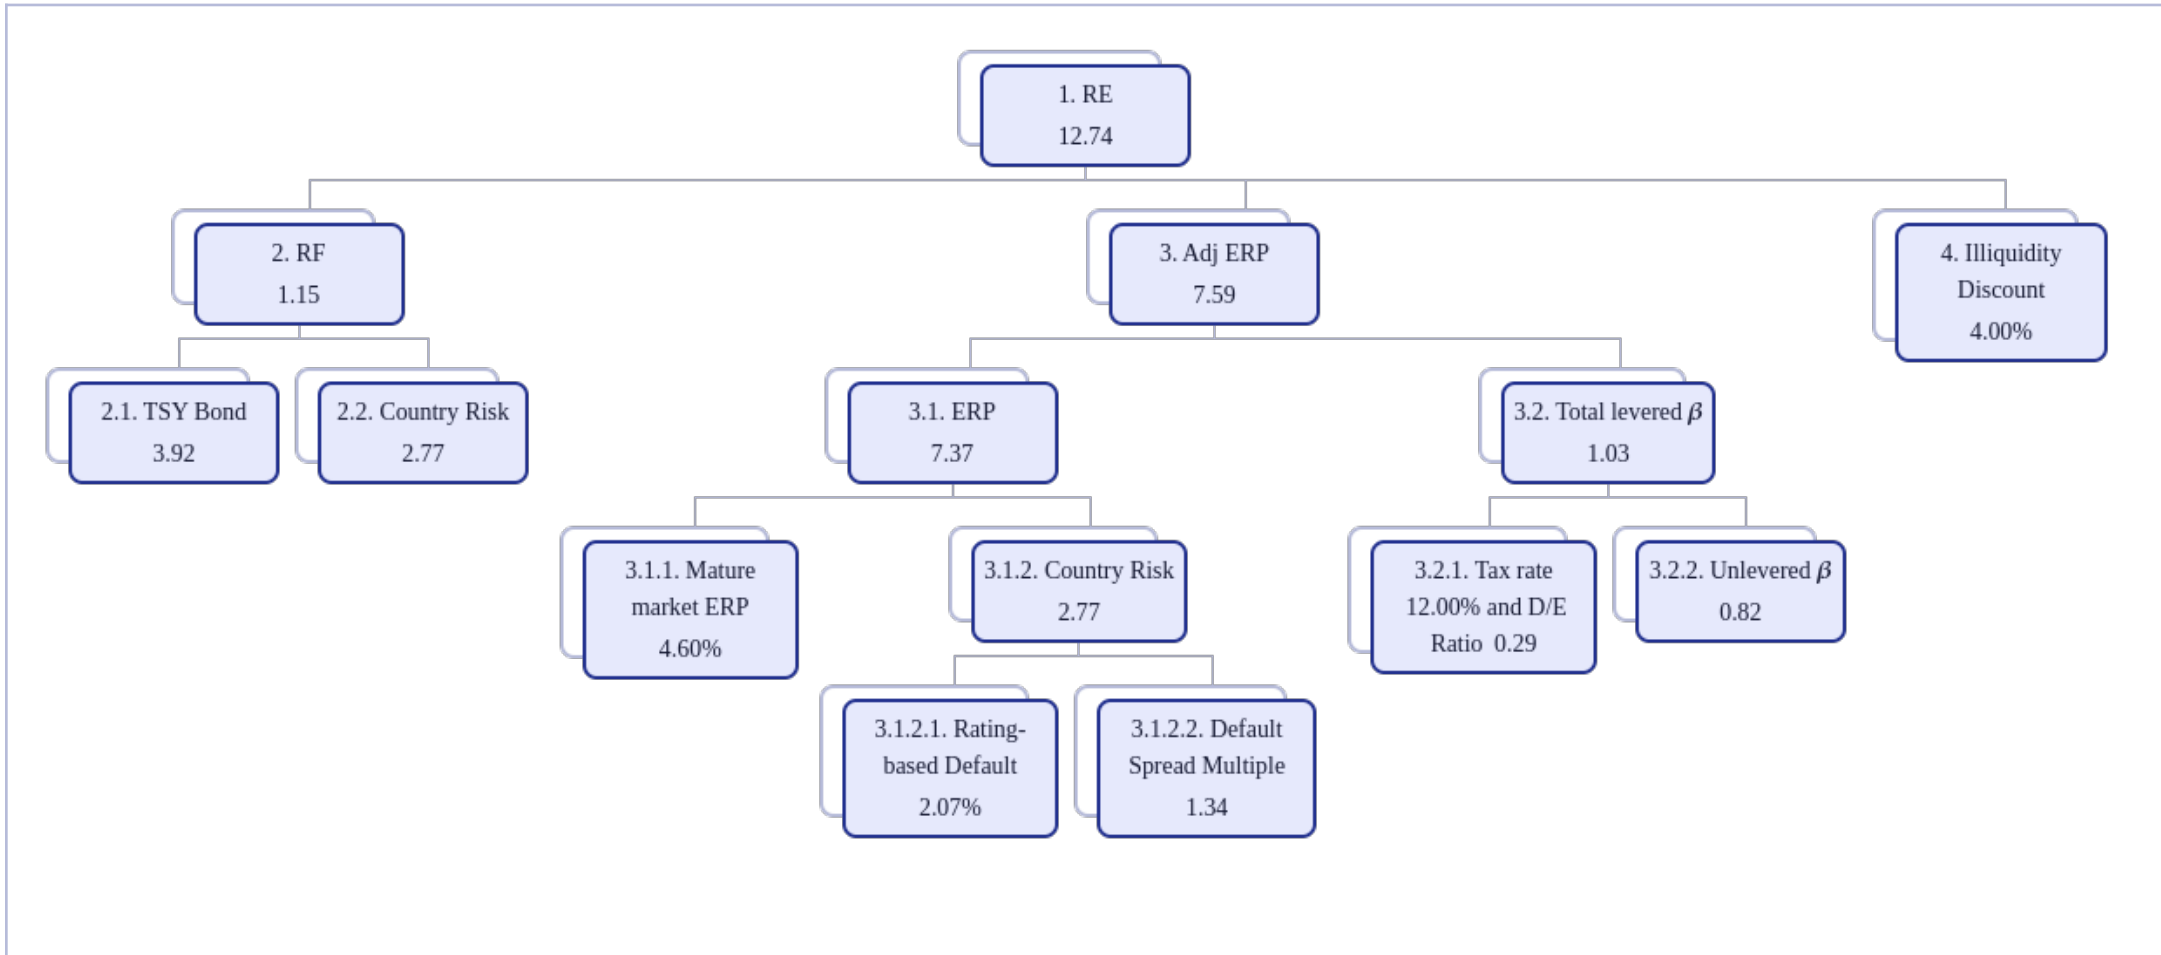 1. RE
12.74
2. RF
1.15
3. Adj ERP
7.59
4. Illiquidity
Discount
4.00%
2.1. TSY Bond
3.92
2.2. Country Risk
2.77
3.1. ERP
7.37
3.2. Total levered β
1.03
3.1.1. Mature
market ERP
4.60%
3.1.2. Country Risk
2.77
3.2.1. Tax rate
12.00% and D/E
Ratio 0.29
3.2.2. Unlevered β
0.82
3.1.2.1. Rating-
based Default
2.07%
3.1.2.2. Default
Spread Multiple
1.34